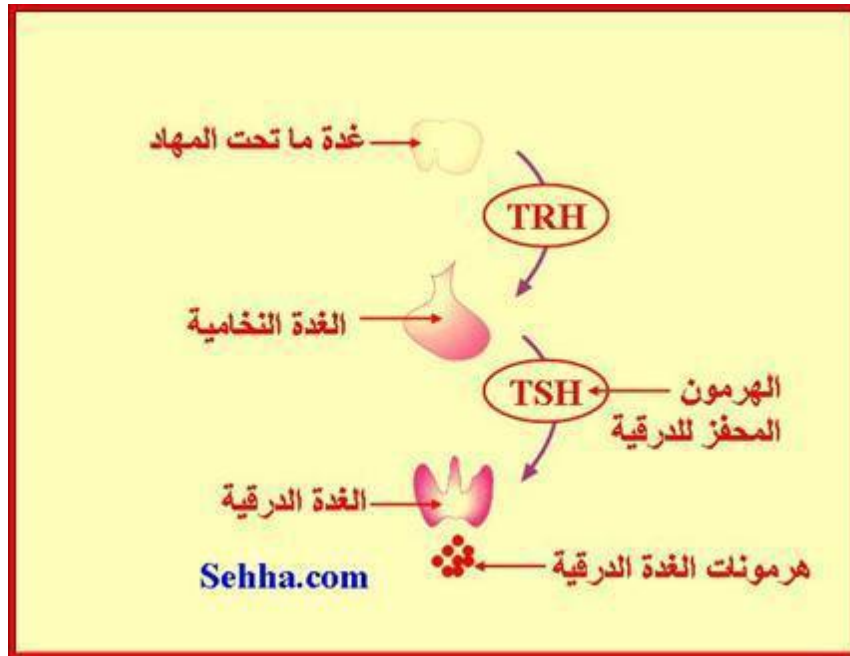 غدة ما تحت المهاد
TRH
الغدة النخامية
TSH
الهرمون
المحفز للدرقية
الغدة الدرقية
هرمونات الغدة الدرقية
Sehha.com